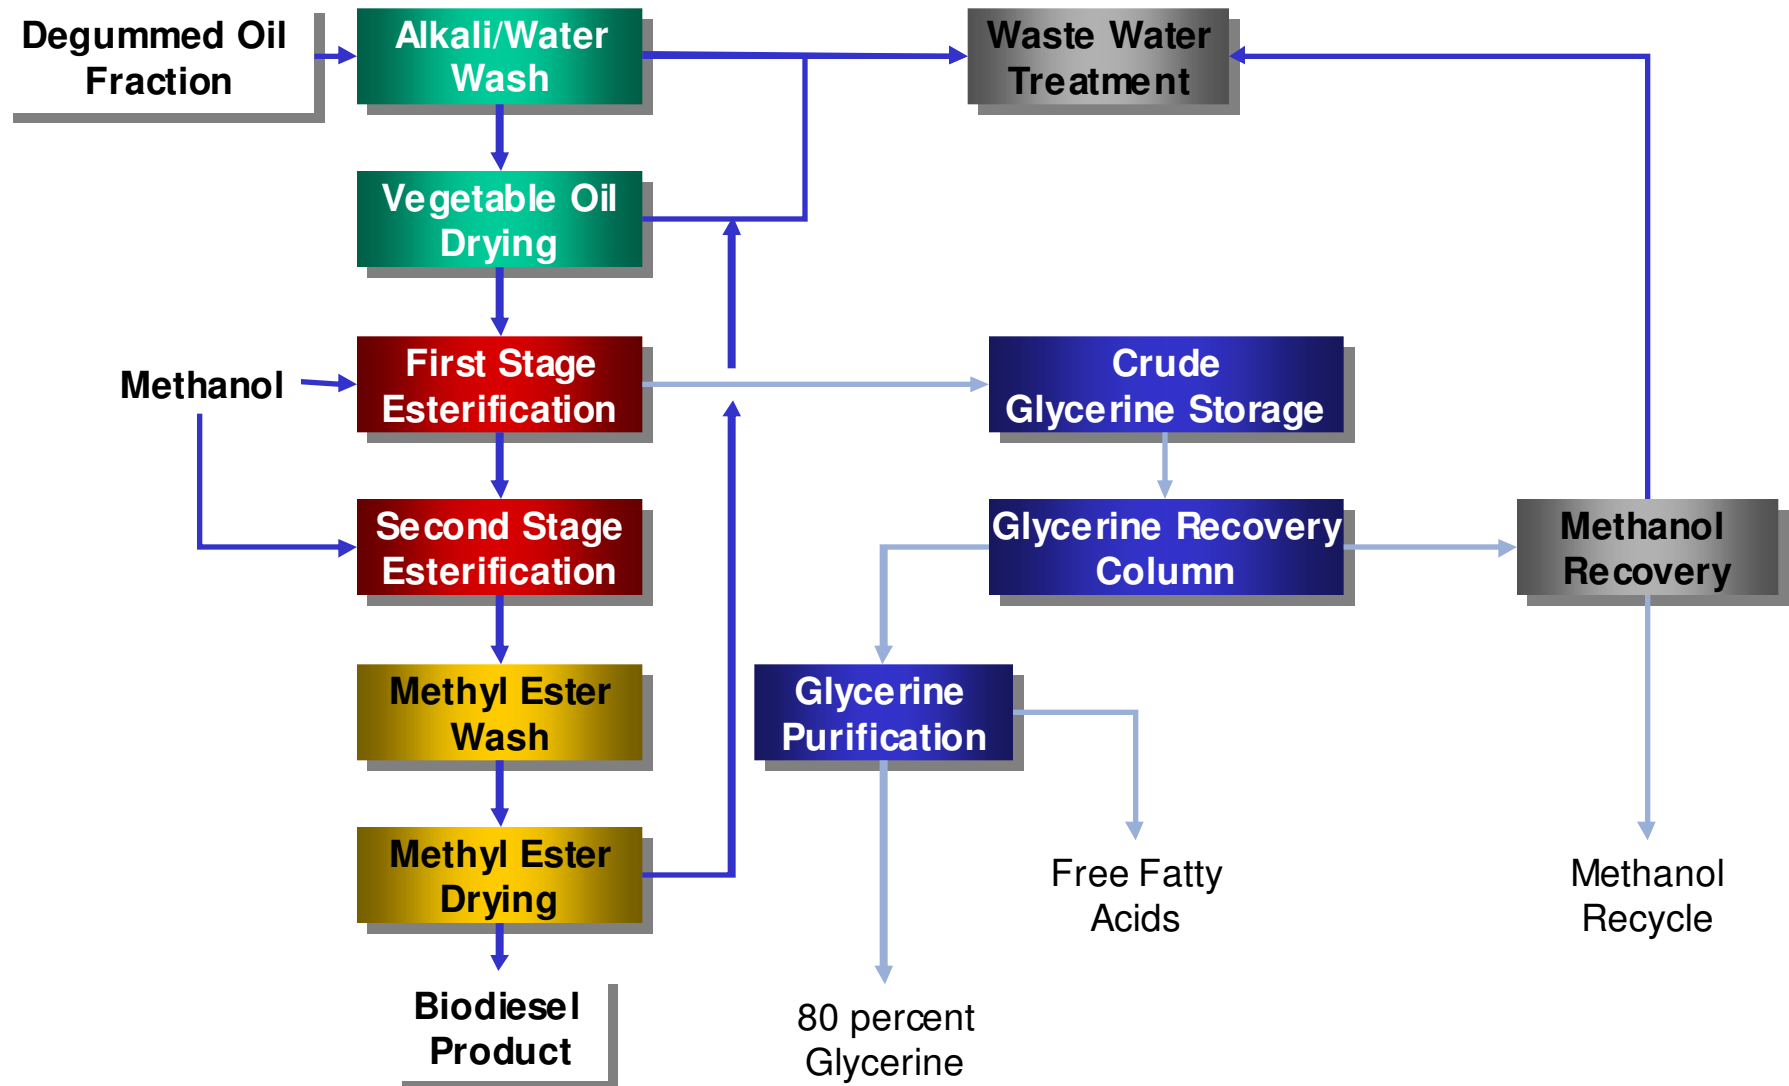 Degummed Oil
Fraction
Alkali/Water
Wash
Waste Water
Treatment
Vegetable Oil
Drying
Methanol
First Stage
Esterification
Crude
Glycerine Storage
Second Stage
Esterification
Glycerine Recovery
Column
Methanol
Recovery
Methyl Ester
Wash
Glycerine
Purification
Methyl Ester
Drying
Free Fatty
Acids
Methanol
Recycle
Biodiesel
Product
80 percent
Glycerine